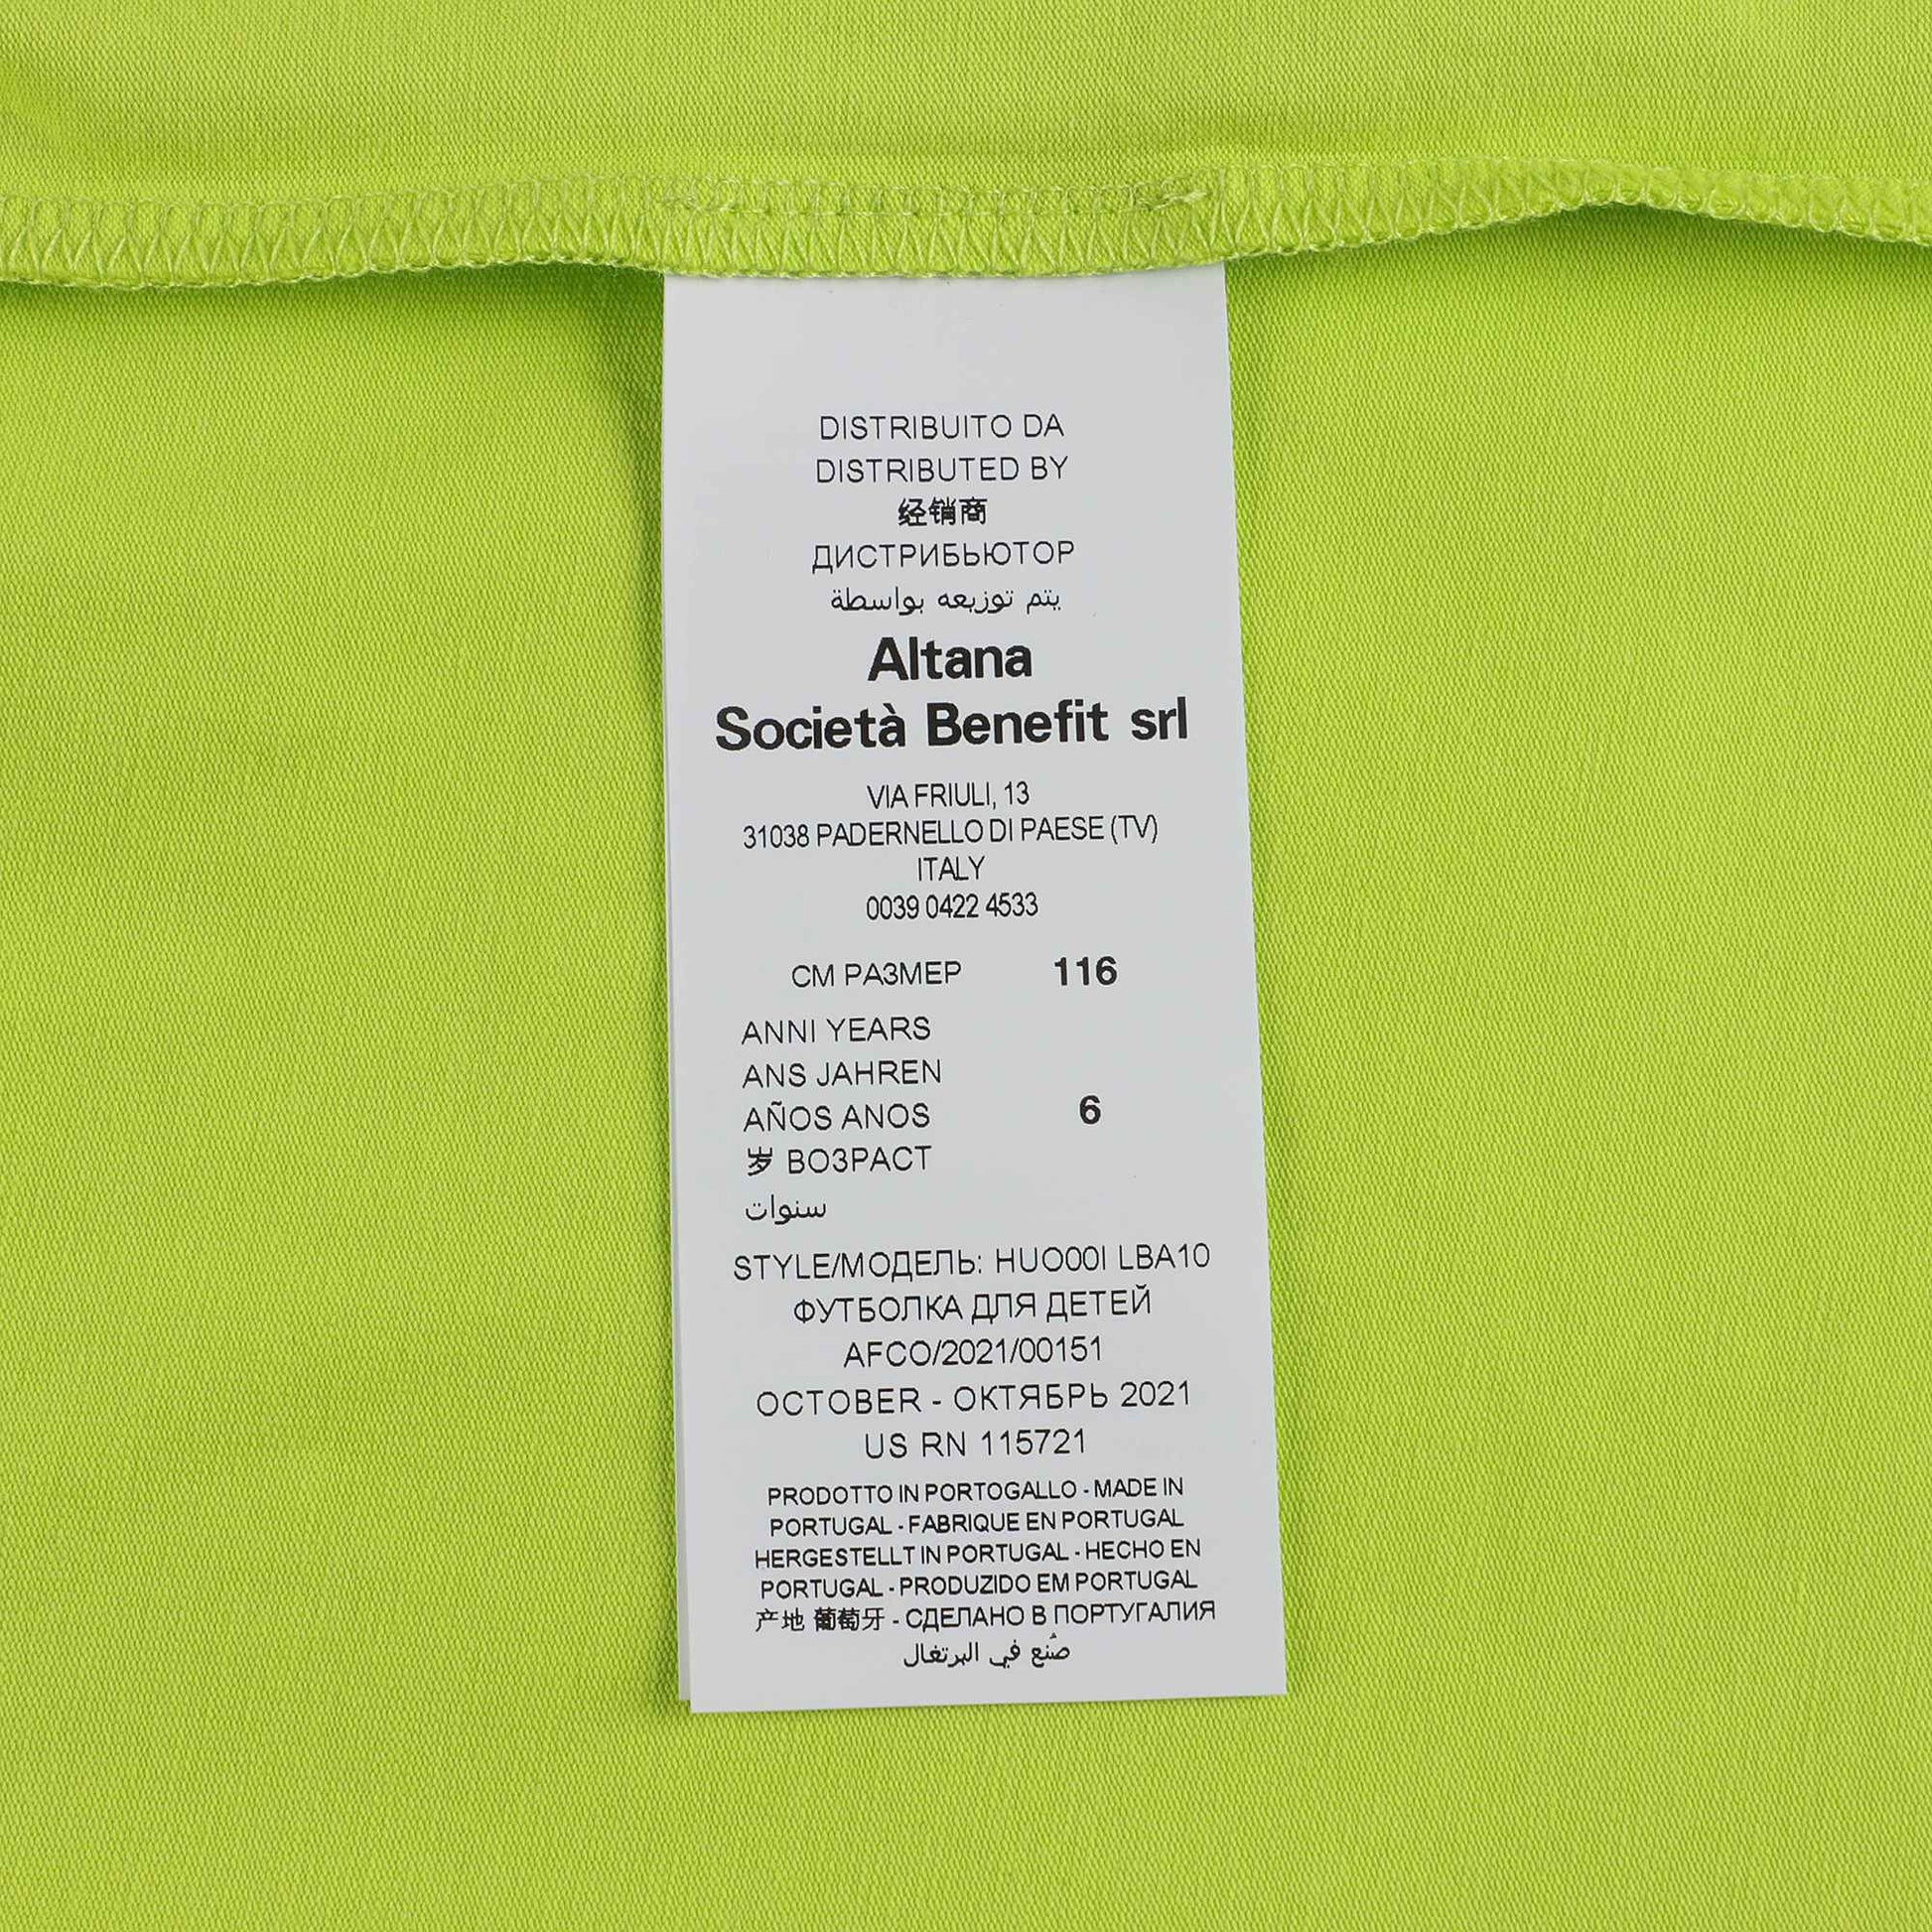 DISTRIBUITO DA
DISTRIBUTED BY
经销商
ДИСТРИБЬЮТОР
يتم توزيعه بواسطة
Altana
Società Benefit srl
VIA FRIULI, 13
31038 PADERNELLO DI PAESE (TV)
ITALY
0039 0422 4533
СМ РАЗМЕР 116
ANNI YEARS
ANS JAHREN
AÑOS ANOS 6
岁 ВОЗРАСТ
سنوات
STYLE/МОДЕЛЬ: HUO00I LBA10
ФУТБОЛКА ДЛЯ ДЕТЕЙ
AFCO/2021/00151
OCTOBER - ОКТЯБРЬ 2021
US RN 115721
PRODOTTO IN PORTOGALLO - MADE IN
PORTUGAL - FABRIQUE EN PORTUGAL
HERGESTELLT IN PORTUGAL - HECHO EN
PORTUGAL - PRODUZIDO EM PORTUGAL
产地 葡萄牙 - СДЕЛАНО В ПОРТУГАЛИЯ
صُنع في البرتغال